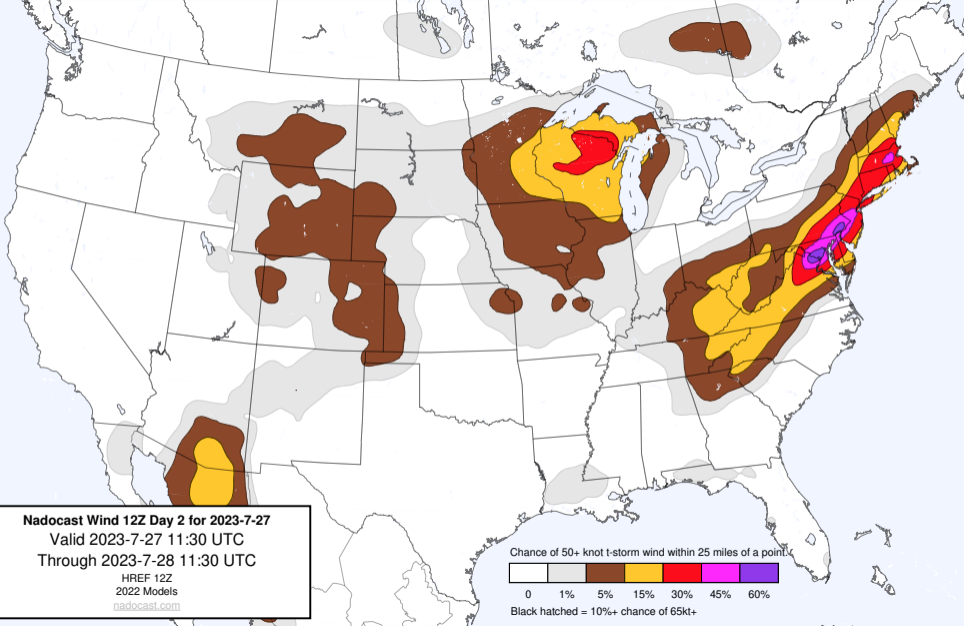 Nadocast Wind 12Z Day 2 for 2023-7-27
Valid 2023-7-27 11:30 UTC
Through 2023-7-28 11:30 UTC
HREF 12Z
2022 Models
nadocast.com
Chance of 50+ knot t-storm wind within 25 miles of a point.
0 1% 5% 15% 30% 45% 60%
Black hatched = 10%+ chance of 65kt+